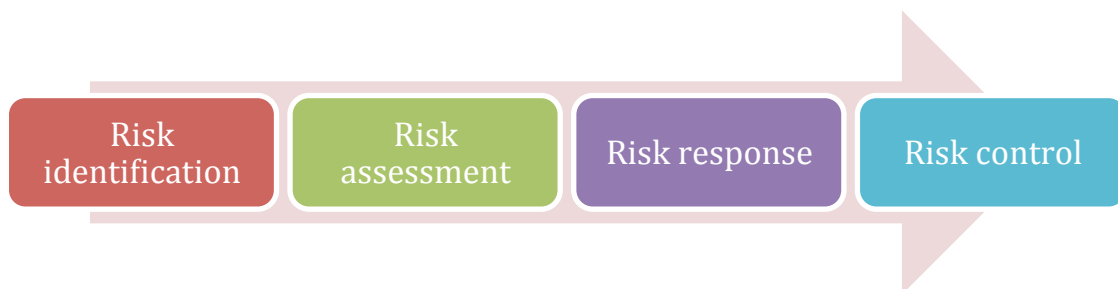 Risk
identification
Risk
assessment
Risk response
Risk control